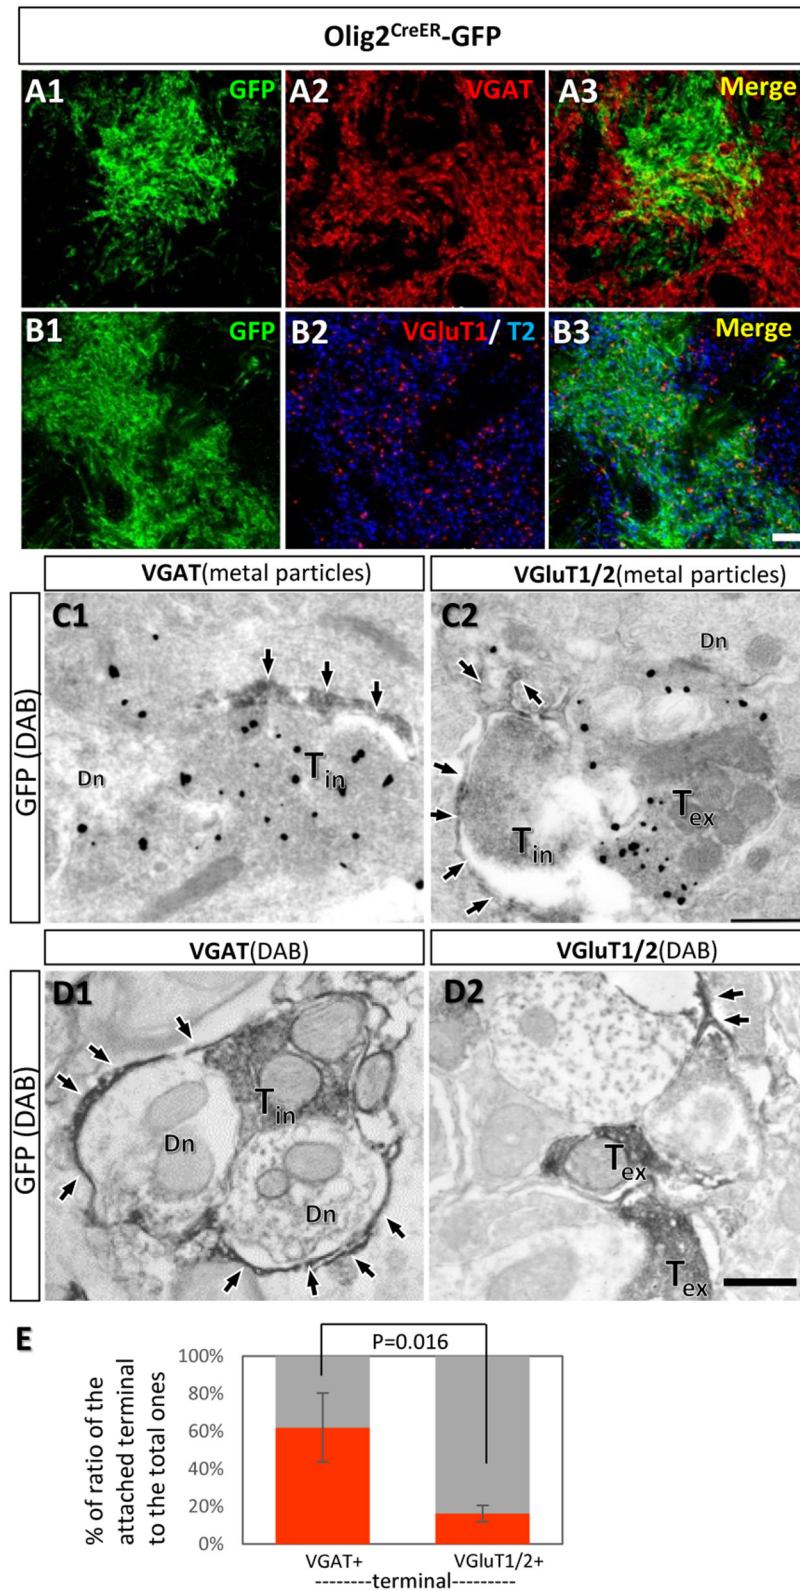 Olig2CreER-GFP
A1 GFP A2 VGAT A3 Merge
B1 GFP B2 VGluT1/ T2 B3 Merge
VGAT(metal particles) VGluT1/2(metal particles)
GFP (DAB)
C1 C2
Dn
Dn
Tin
Tin
Tex
VGAT(DAB) VGluT1/2(DAB)
GFP (DAB)
D1 D2
Tin
Dn
Dn
Tex
Tex
E
P=0.016
% of ratio of the
attached terminal
to the total ones
100%
80%
60%
40%
20%
0%
VGAT+ VGluT1/2+
--------terminal---------